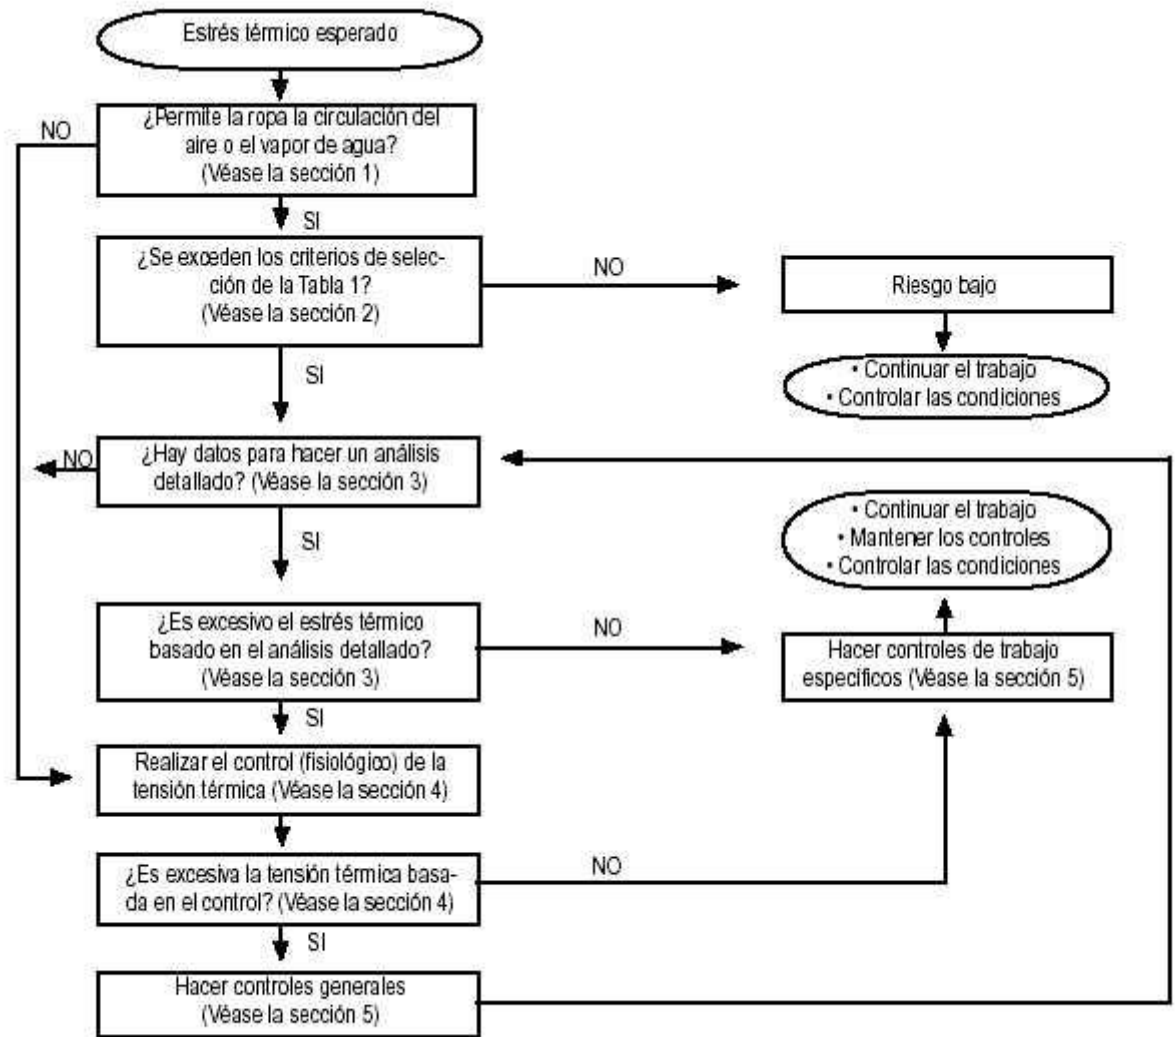 Estrés térmico esperado
¿Permite la ropa la circulación del
aire o el vapor de agua?
(Véase la sección 1)
NO
SI
¿Se exceden los criterios de selec-
ción de la Tabla 1?
(Véase la sección 2)
NO
Riesgo bajo
• Continuar el trabajo
• Controlar las condiciones
SI
¿Hay datos para hacer un análisis
detallado? (Véase la sección 3)
NO
SI
• Continuar el trabajo
• Mantener los controles
• Controlar las condiciones
¿Es excesivo el estrés térmico
basado en el análisis detallado?
(Véase la sección 3)
NO
Hacer controles de trabajo
específicos (Véase la sección 5)
SI
Realizar el control (fisiológico) de la
tensión térmica (Véase la sección 4)
¿Es excesiva la tensión térmica basa-
da en el control? (Véase la sección 4)
NO
SI
Hacer controles generales
(Véase la sección 5)